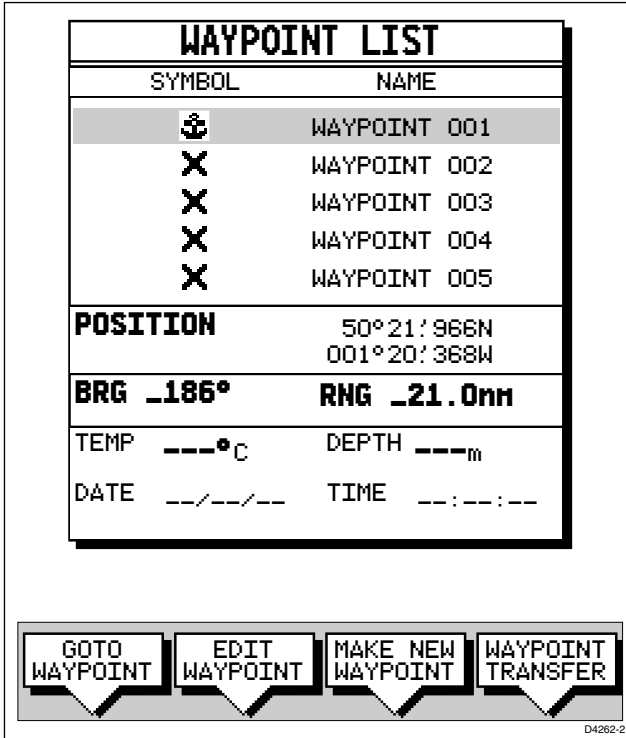 WAYPOINT LIST
SYMBOL NAME
WAYPOINT 001
WAYPOINT 002
WAYPOINT 003
WAYPOINT 004
WAYPOINT 005
POSITION 50°21.'966N
001°20.'368W
BRG _186° RNG _21.0nm
TEMP ---°C DEPTH ---m
DATE --/--/-- TIME --:--:--
GOTO WAYPOINT
EDIT WAYPOINT
MAKE NEW WAYPOINT
WAYPOINT TRANSFER
D4262-2